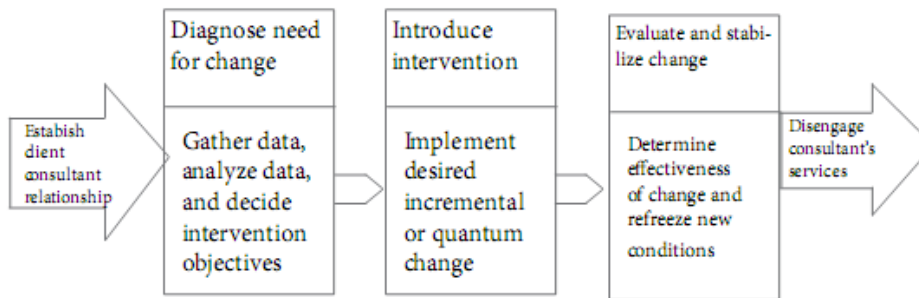 Estabish
dient
consultant
relationship
Diagnose need
for change
Gather data,
analyze data,
and decide
intervention
objectives
Introduce
intervention
Implement
desired
incremental
or quantum
change
Evaluate and stabi-
lize change
Determine
effectiveness
of change and
refreeze new
conditions
Disengage
consultant's
services